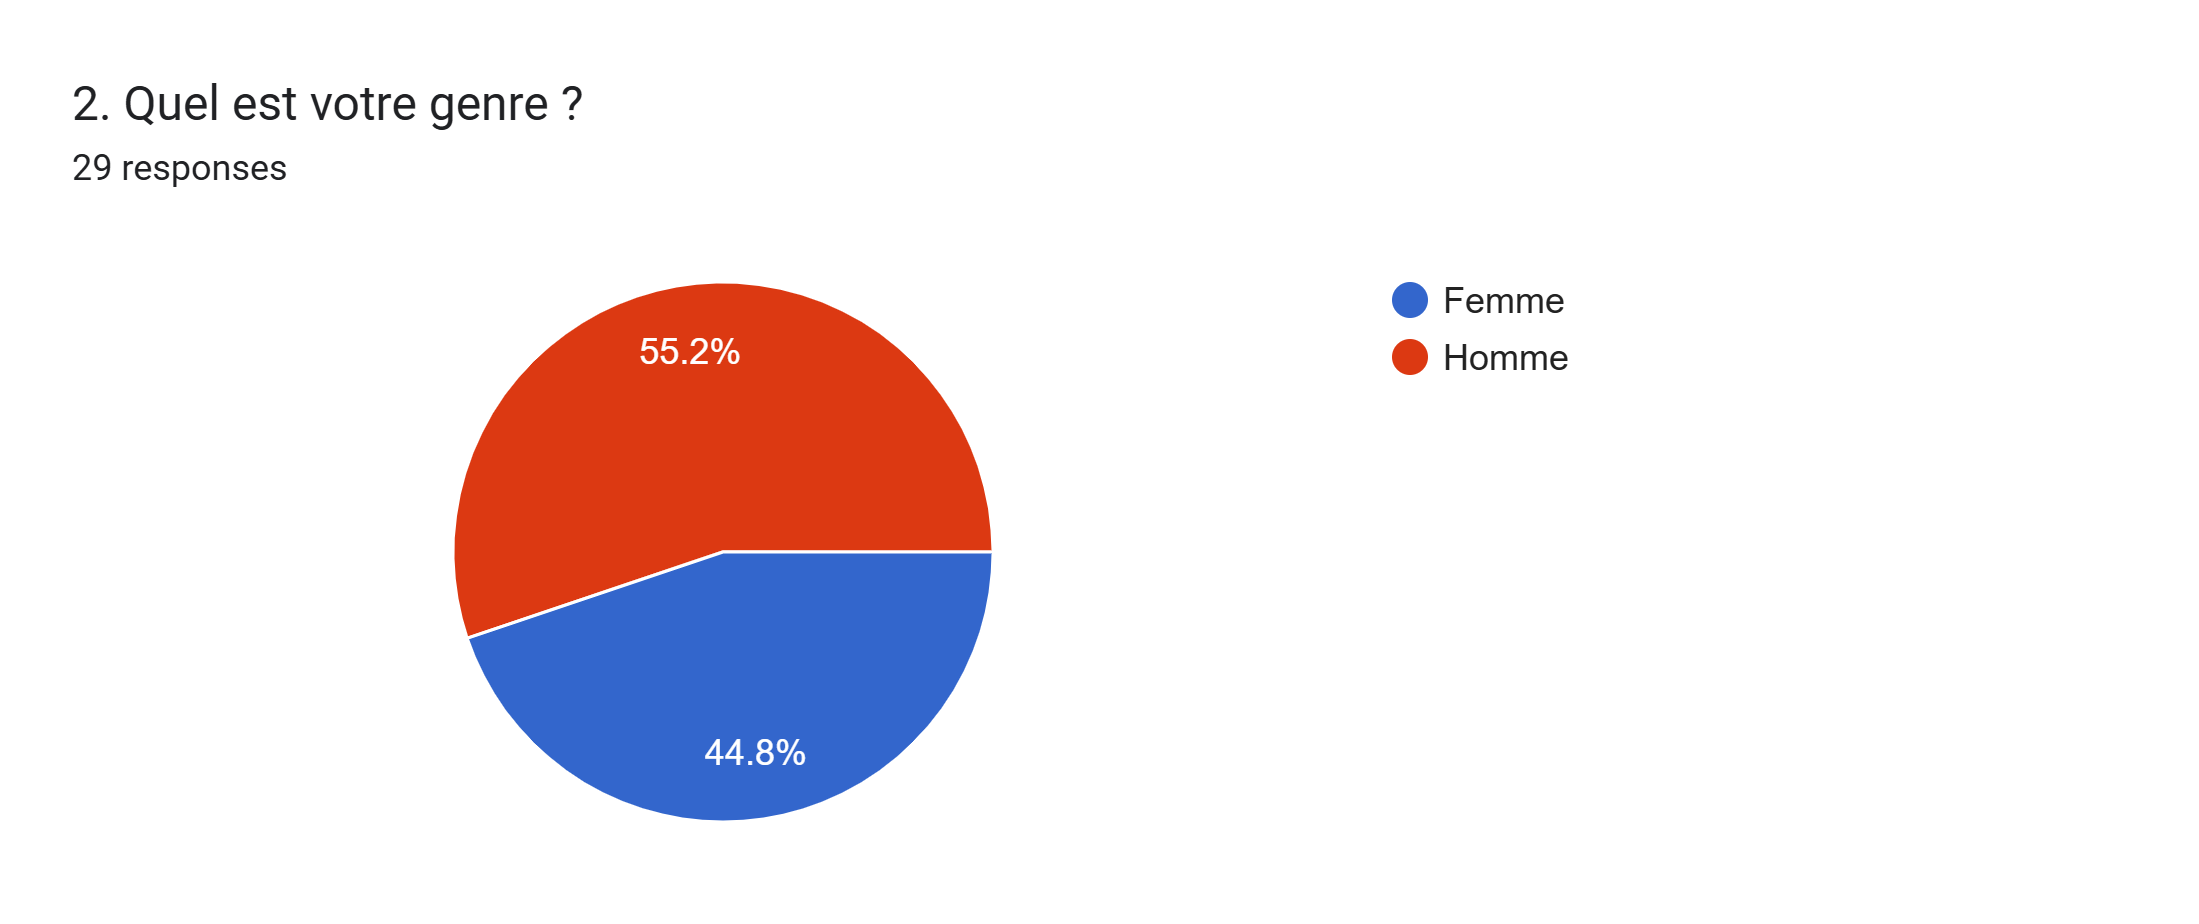 2. Quel est votre genre ?
29 responses
55.2%
44.8%
Femme
Homme